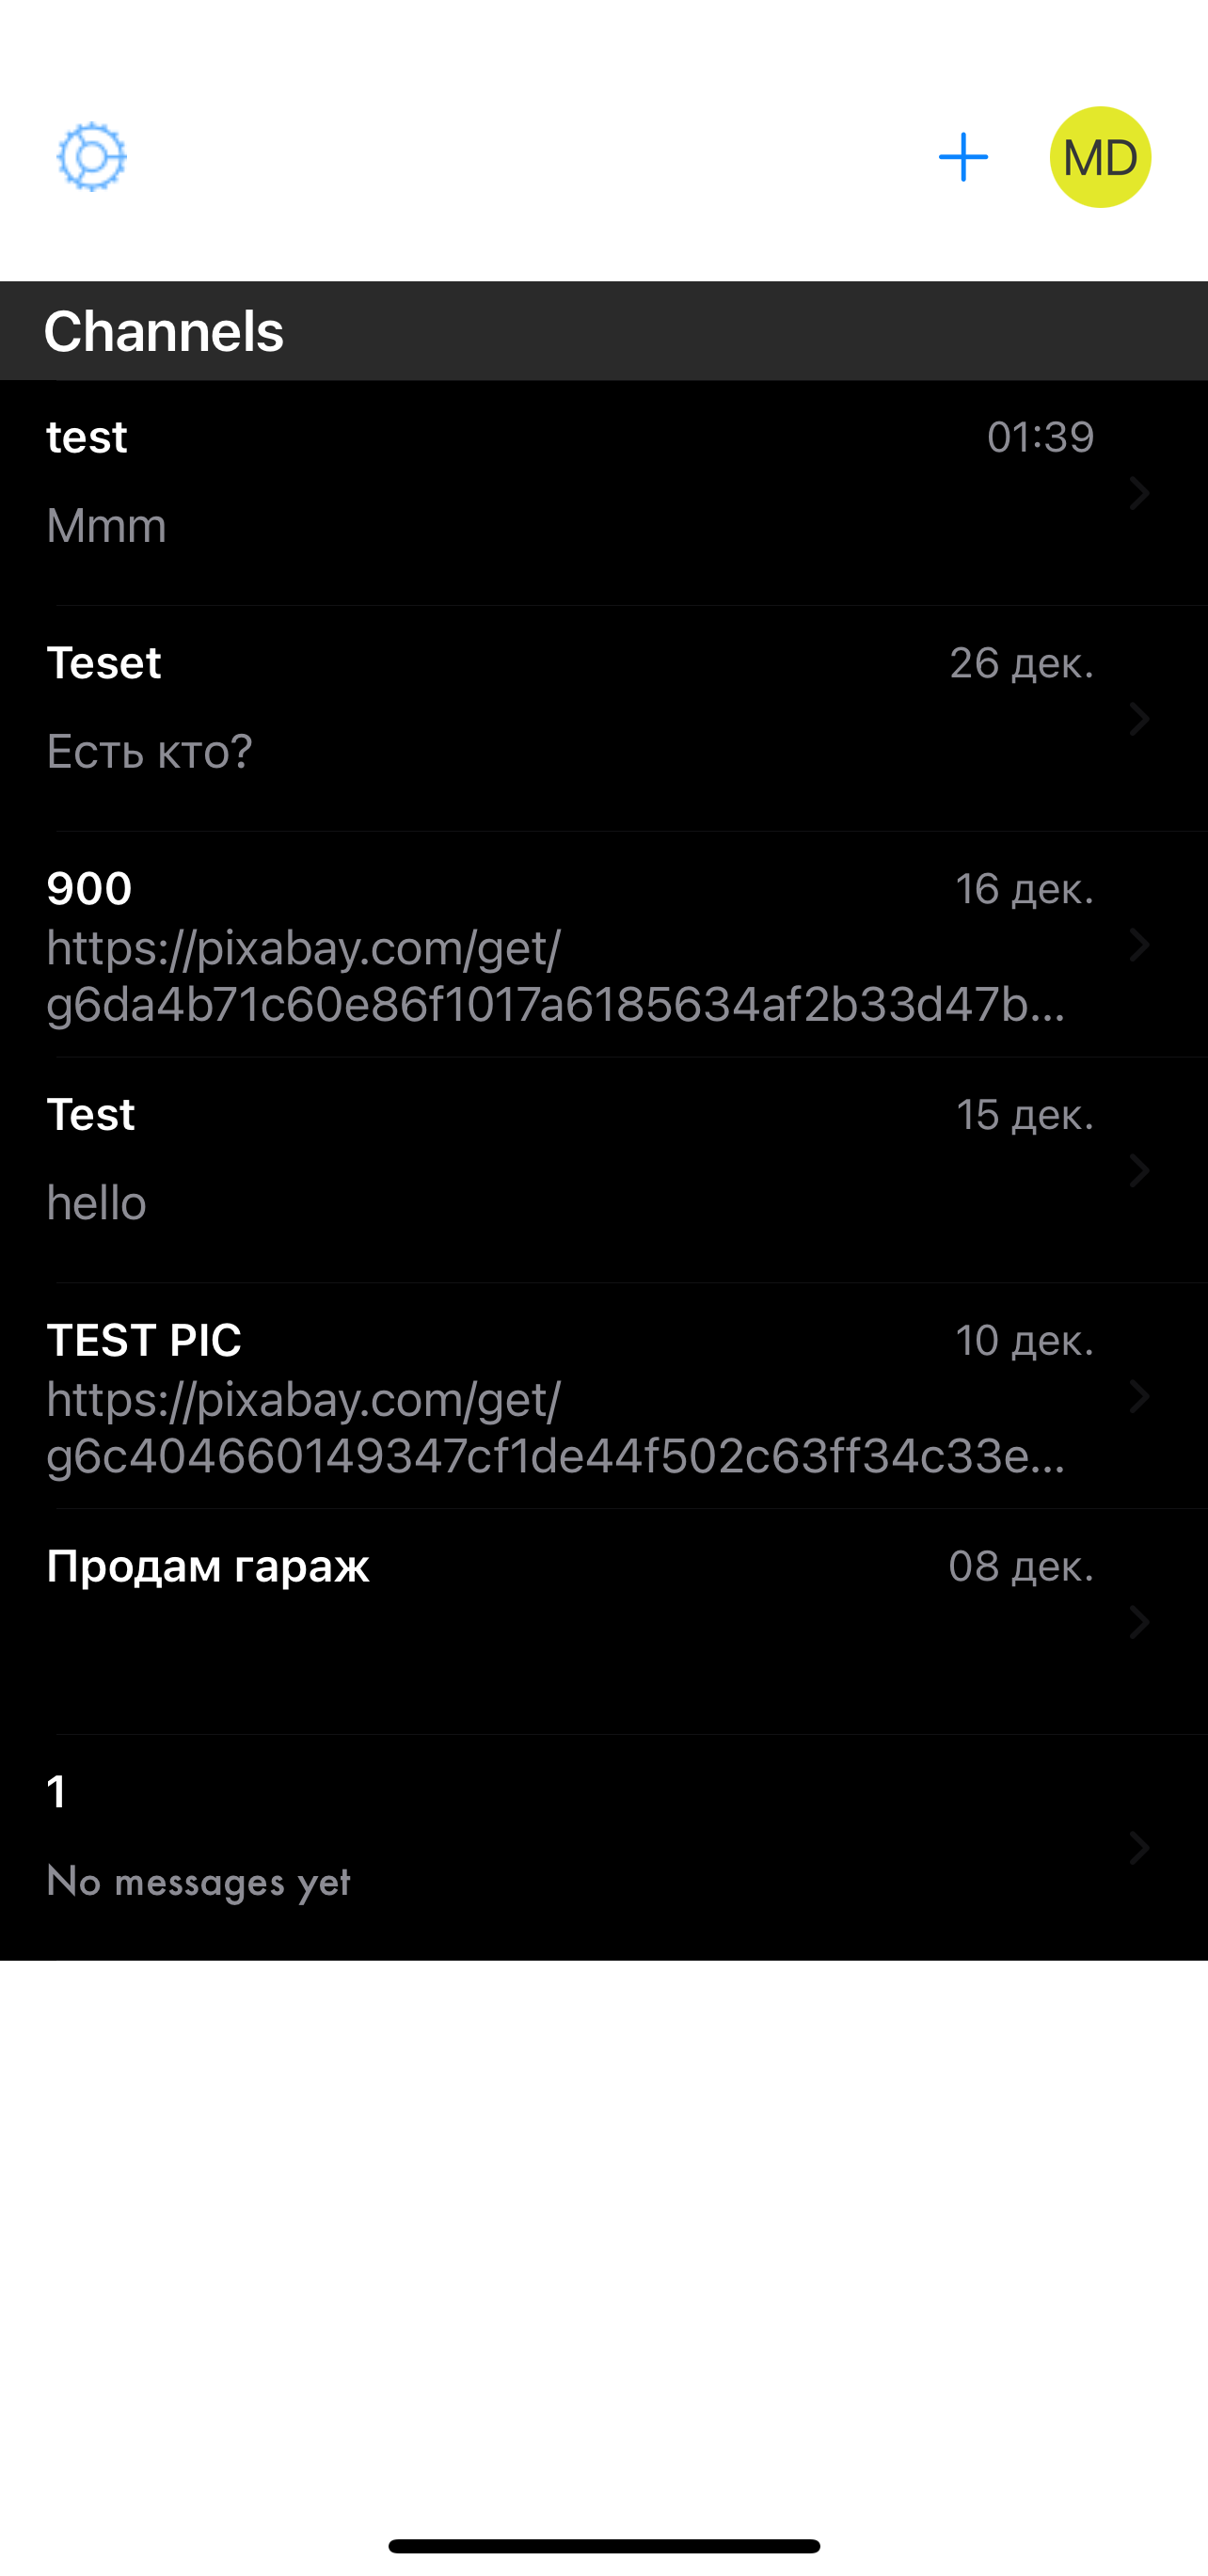 MD
Channels
test 01:39
Mmm
Teset 26 дек.
Есть кто?
900 16 дек.
https://pixabay.com/get/
g6da4b71c60e86f1017a6185634af2b33d47b...
Test 15 дек.
hello
TEST PIC 10 дек.
https://pixabay.com/get/
g6c404660149347cf1de44f502c63ff34c33e...
Продам гараж 08 дек.
1
No messages yet